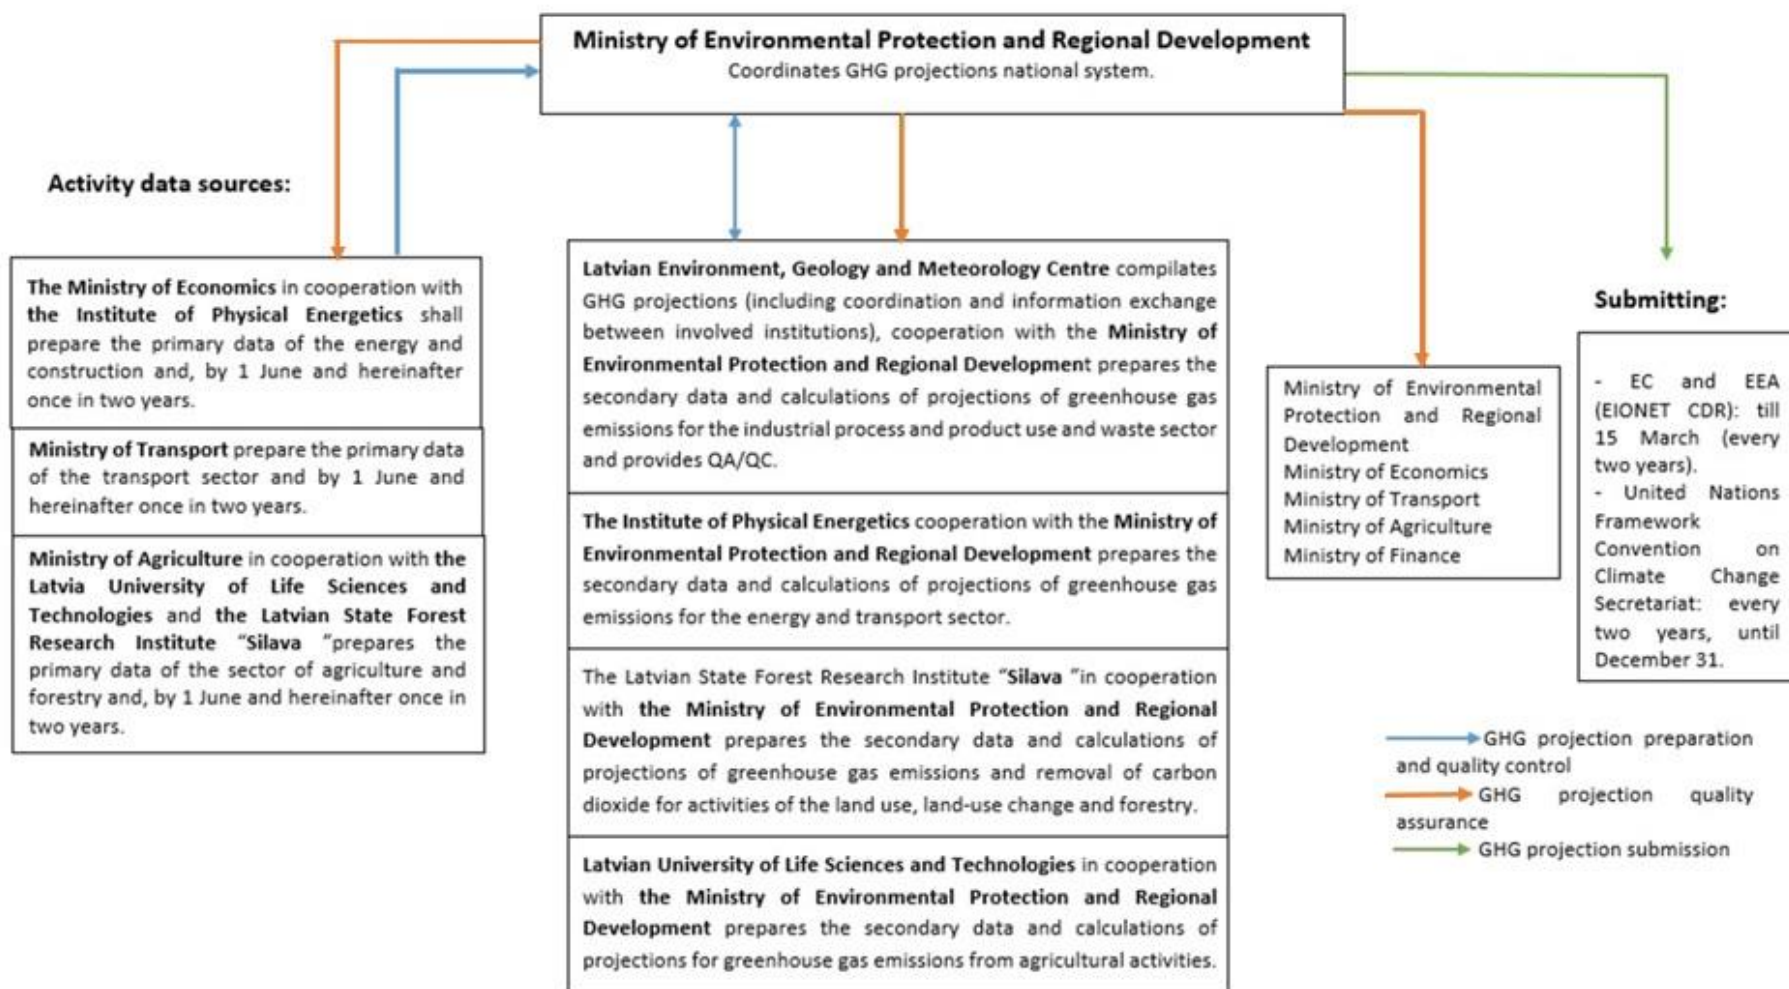 Ministry of Environmental Protection and Regional Development
Coordinates GHG projections national system.
Activity data sources:
The Ministry of Economics in cooperation with
the Institute of Physical Energetics shall
prepare the primary data of the energy and
construction and, by 1 June and hereinafter
once in two years.
Ministry of Transport prepare the primary data
of the transport sector and by 1 June and
hereinafter once in two years.
Ministry of Agriculture in cooperation with the
Latvia University of Life Sciences and
Technologies and the Latvian State Forest
Research Institute “Silava ”prepares the
primary data of the sector of agriculture and
forestry and, by 1 June and hereinafter once in
two years.
Latvian Environment, Geology and Meteorology Centre compilates
GHG projections (including coordination and information exchange
between involved institutions), cooperation with the Ministry of
Environmental Protection and Regional Development prepares the
secondary data and calculations of projections of greenhouse gas
emissions for the industrial process and product use and waste sector
and provides QA/QC.
The Institute of Physical Energetics cooperation with the Ministry of
Environmental Protection and Regional Development prepares the
secondary data and calculations of projections of greenhouse gas
emissions for the energy and transport sector.
The Latvian State Forest Research Institute “Silava ”in cooperation
with the Ministry of Environmental Protection and Regional
Development prepares the secondary data and calculations of
projections of greenhouse gas emissions and removal of carbon
dioxide for activities of the land use, land-use change and forestry.
Latvian University of Life Sciences and Technologies in cooperation
with the Ministry of Environmental Protection and Regional
Development prepares the secondary data and calculations of
projections for greenhouse gas emissions from agricultural activities.
Ministry of Environmental
Protection and Regional
Development
Ministry of Economics
Ministry of Transport
Ministry of Agriculture
Ministry of Finance
Submitting:
- EC and EEA
(EIONET CDR): till
15 March (every
two years).
- United Nations
Framework
Convention on
Climate Change
Secretariat: every
two years, until
December 31.
GHG projection preparation
and quality control
GHG projection quality
assurance
GHG projection submission